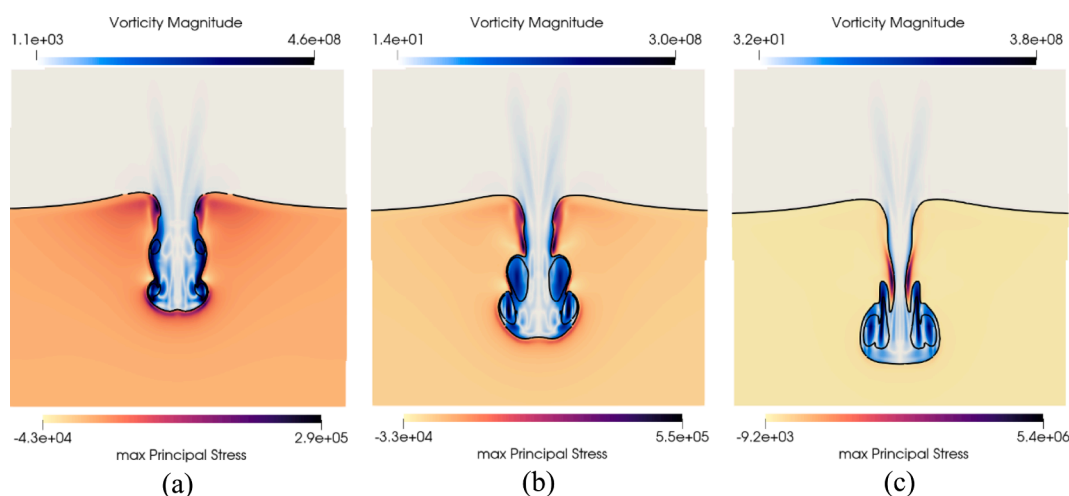 Vorticity Magnitude
1.1e+03 4.6e+08
Vorticity Magnitude
1.4e+01 3.0e+08
Vorticity Magnitude
3.2e+01 3.8e+08
-4.3e+04 2.9e+05
max Principal Stress
(a)
-3.3e+04 5.5e+05
max Principal Stress
(b)
-9.2e+03 5.4e+06
max Principal Stress
(c)